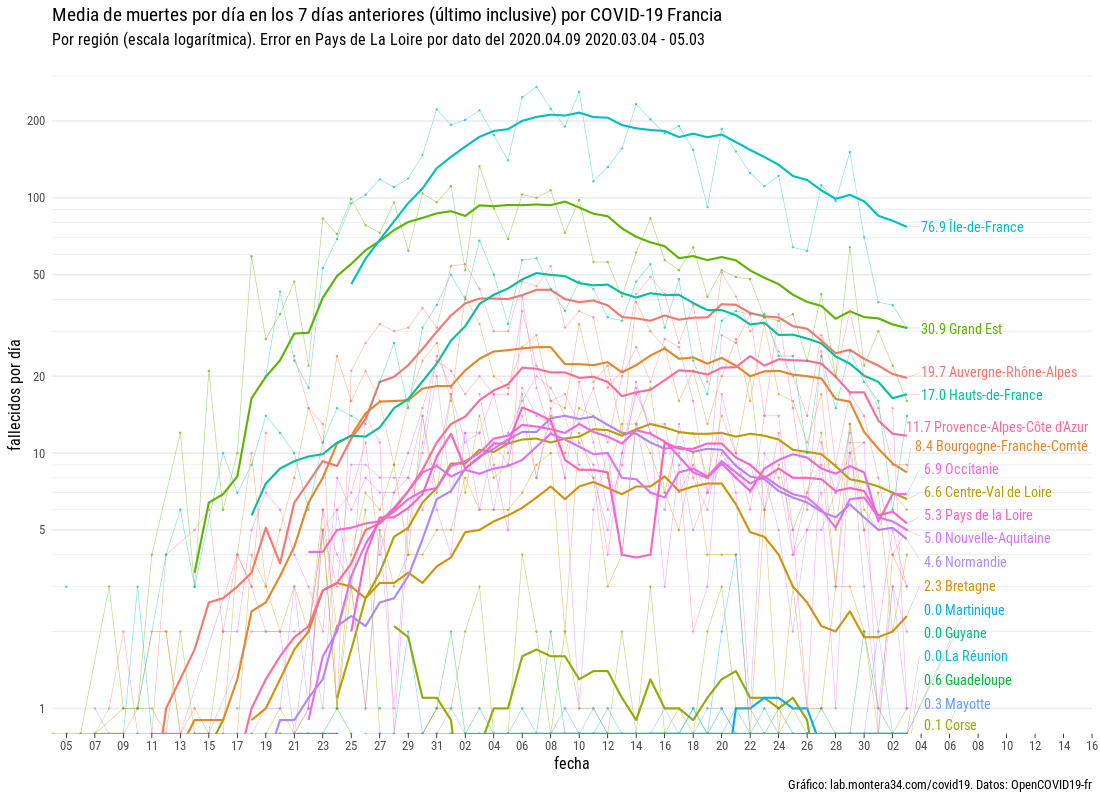 Media de muertes por día en los 7 días anteriores (último inclusive) por COVID-19 Francia
Por región (escala logarítmica). Error en Pays de La Loire por dato del 2020.04.09 2020.03.04 - 05.03
fallecidos por día
200
100
50
20
10
5
1
76.9 Île-de-France
30.9 Grand Est
19.7 Auvergne-Rhône-Alpes
17.0 Hauts-de-France
11.7 Provence-Alpes-Côte d'Azur
8.4 Bourgogne-Franche-Comté
6.9 Occitanie
6.6 Centre-Val de Loire
5.3 Pays de la Loire
5.0 Nouvelle-Aquitaine
4.6 Normandie
2.3 Bretagne
0.0 Martinique
0.0 Guyane
0.0 La Réunion
0.6 Guadeloupe
0.3 Mayotte
0.1 Corse
05 07 09 11 13 15 17 19 21 23 25 27 29 31 02 04 06 08 10 12 14 16 18 20 22 24 26 28 30 02 04 06 08 10 12 14 16
fecha
Gráfico: lab.montera34.com/covid19. Datos: OpenCOVID19-fr